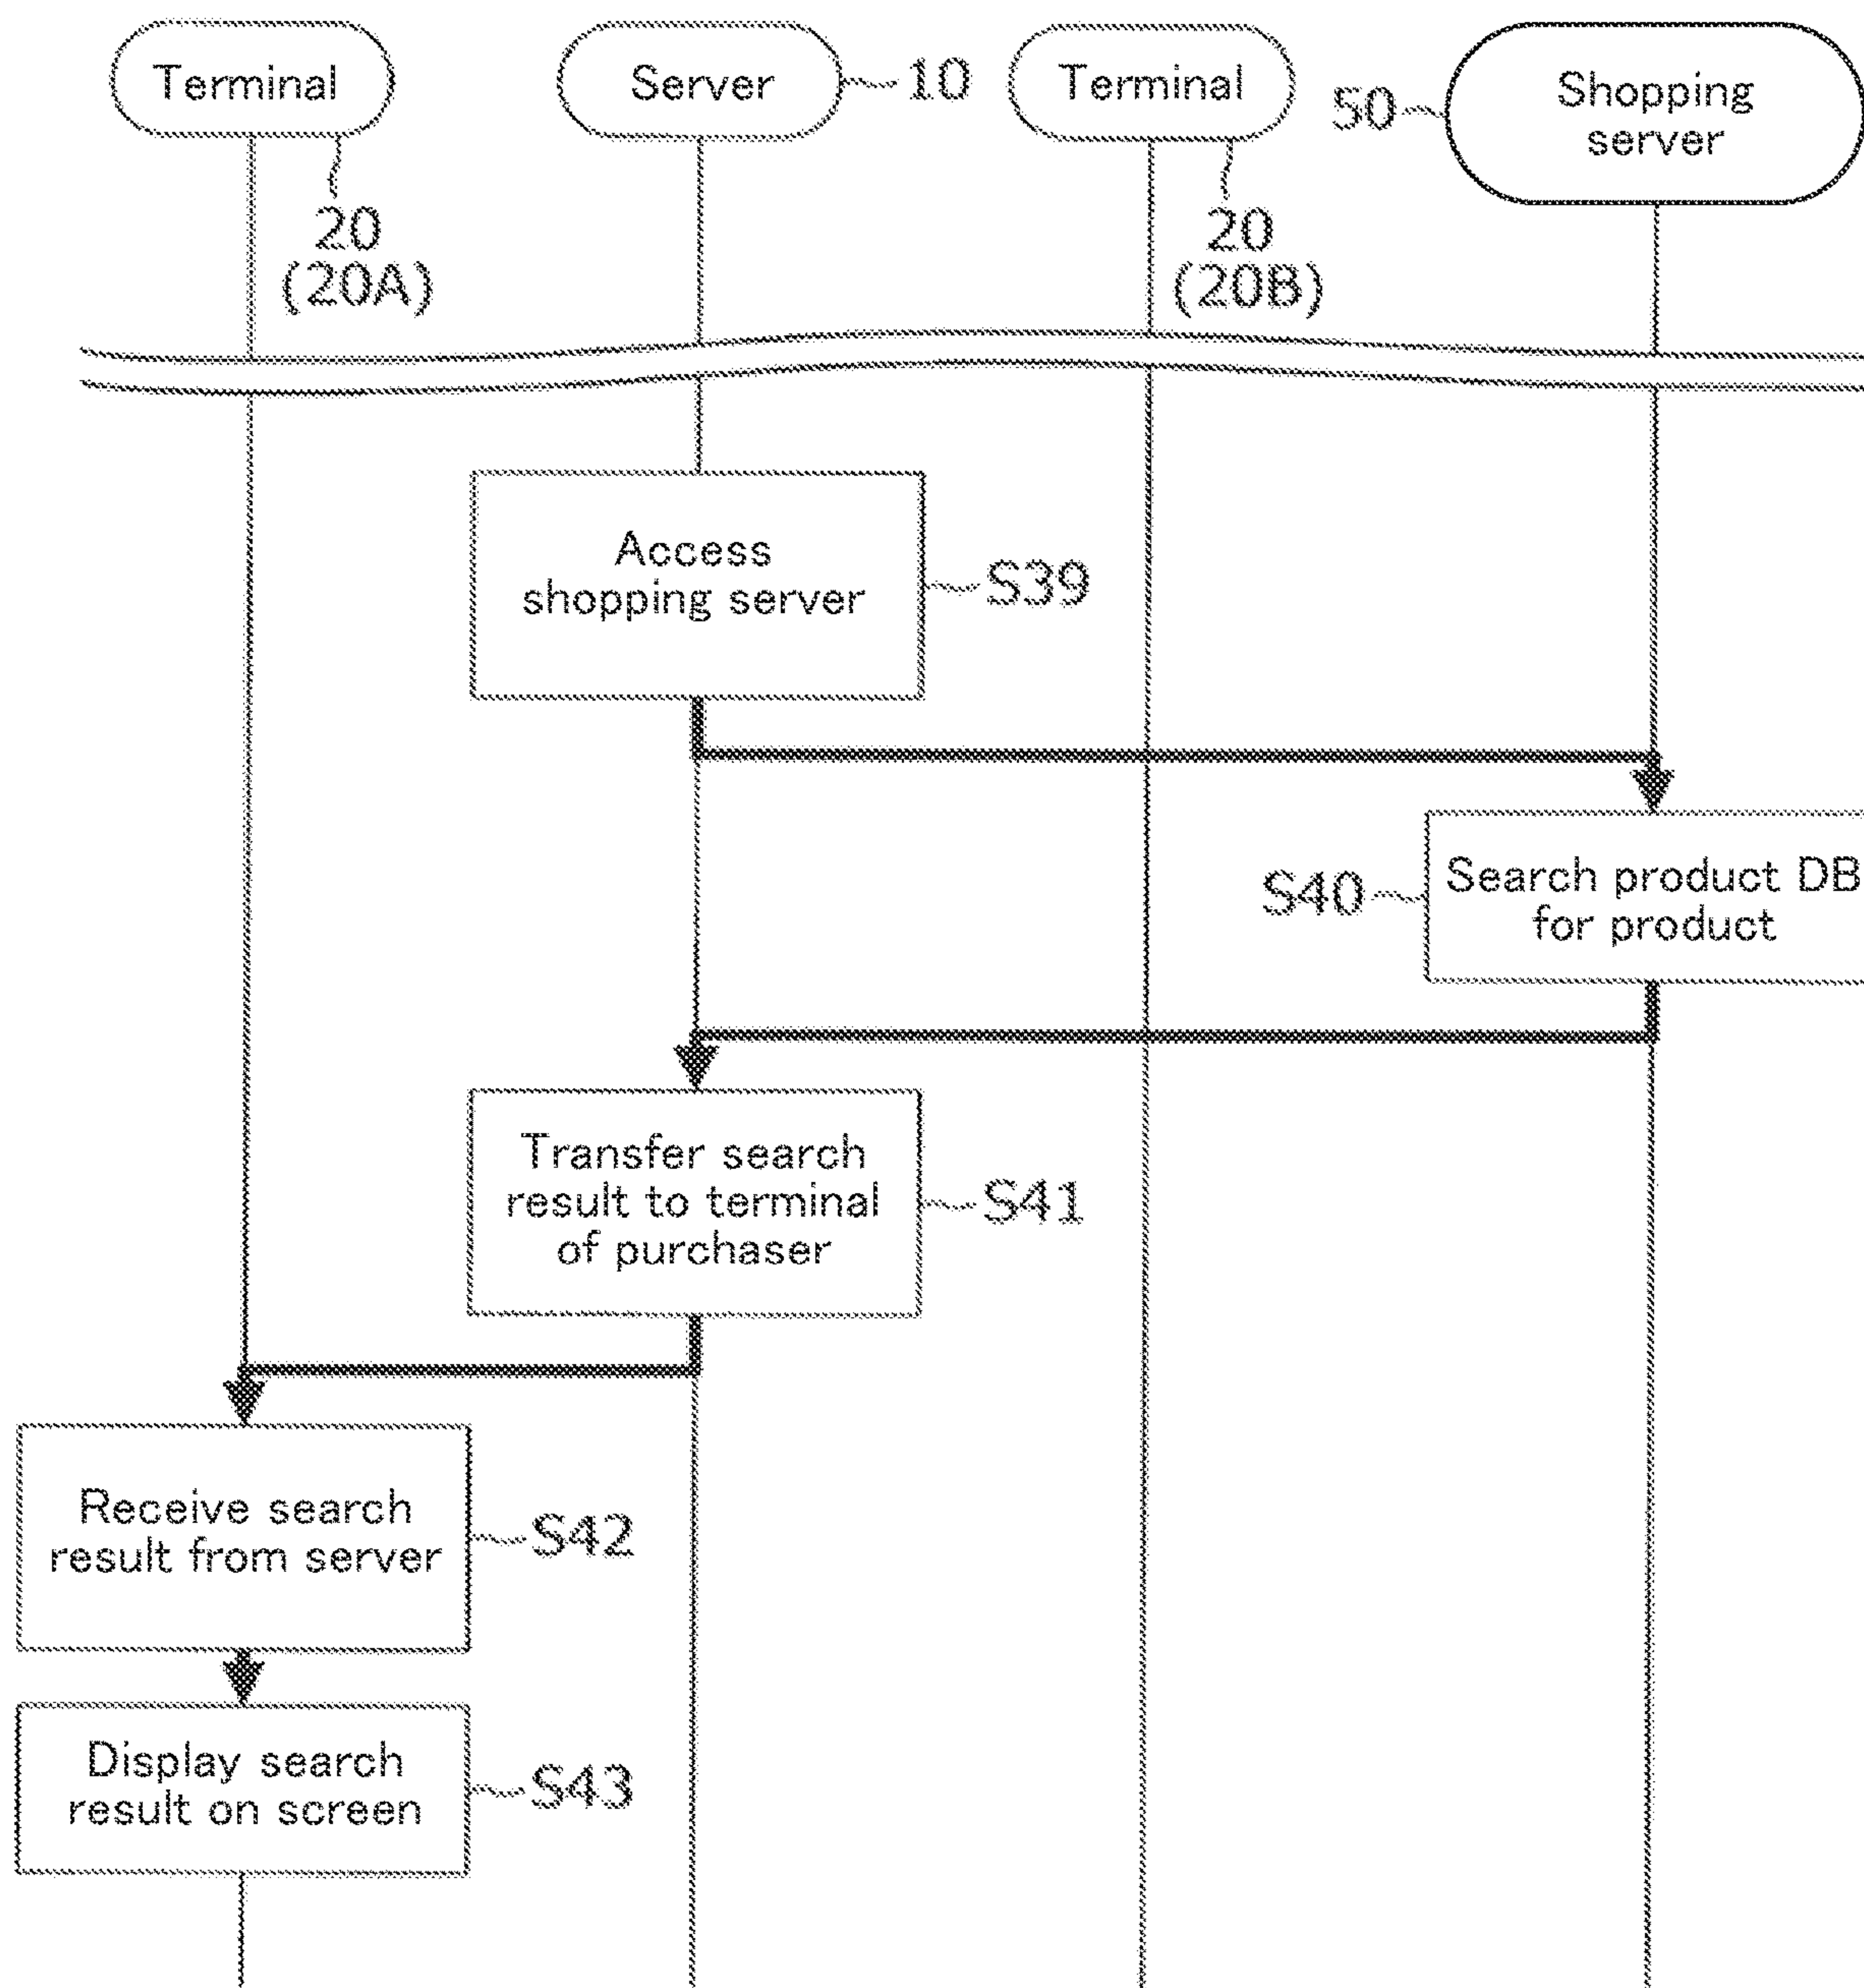 Terminal
Server
10
Terminal
50
Shopping
server
20
(20A)
20
(20B)
Access
shopping server
S39
S40
Search product DB
for product
Transfer search
result to terminal
of purchaser
S41
Receive search
result from server
S42
Display search
result on screen
S43